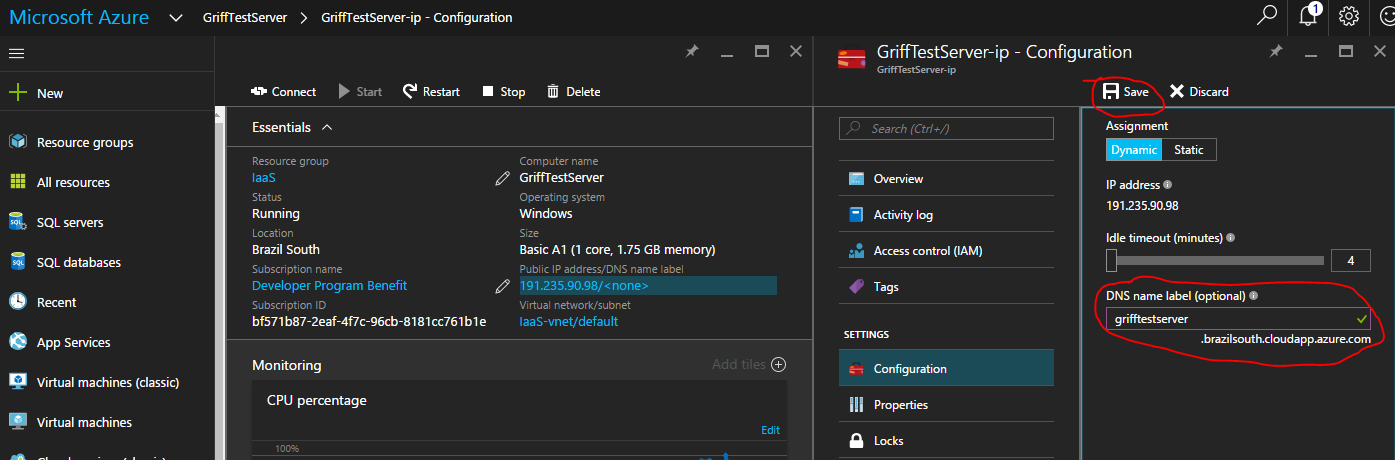 Microsoft Azure GriffTestServer GriffTestServer-ip - Configuration 1
New
Resource groups
All resources
SQL servers
SQL databases
Recent
App Services
Virtual machines (classic)
Virtual machines
Connect Start Restart Stop Delete
Essentials
Resource group
IaaS
Status
Running
Location
Brazil South
Subscription name
Developer Program Benefit
Subscription ID
bf571b87-2eaf-4f7c-96cb-8181cc761b1e
Computer name
GriffTestServer
Operating system
Windows
Size
Basic A1 (1 core, 1.75 GB memory)
Public IP address/DNS name label
191.235.90.98/<none>
Virtual network/subnet
IaaS-vnet/default
Monitoring Add tiles
CPU percentage
Edit
100%
GriffTestServer-ip - Configuration
GriffTestServer-ip
Save Discard
Search (Ctrl+/)
Overview
Activity log
Access control (IAM)
Tags
SETTINGS
Configuration
Properties
Locks
Assignment
Dynamic Static
IP address
191.235.90.98
Idle timeout (minutes)
4
DNS name label (optional)
grifftestserver
.brazilsouth.cloudapp.azure.com